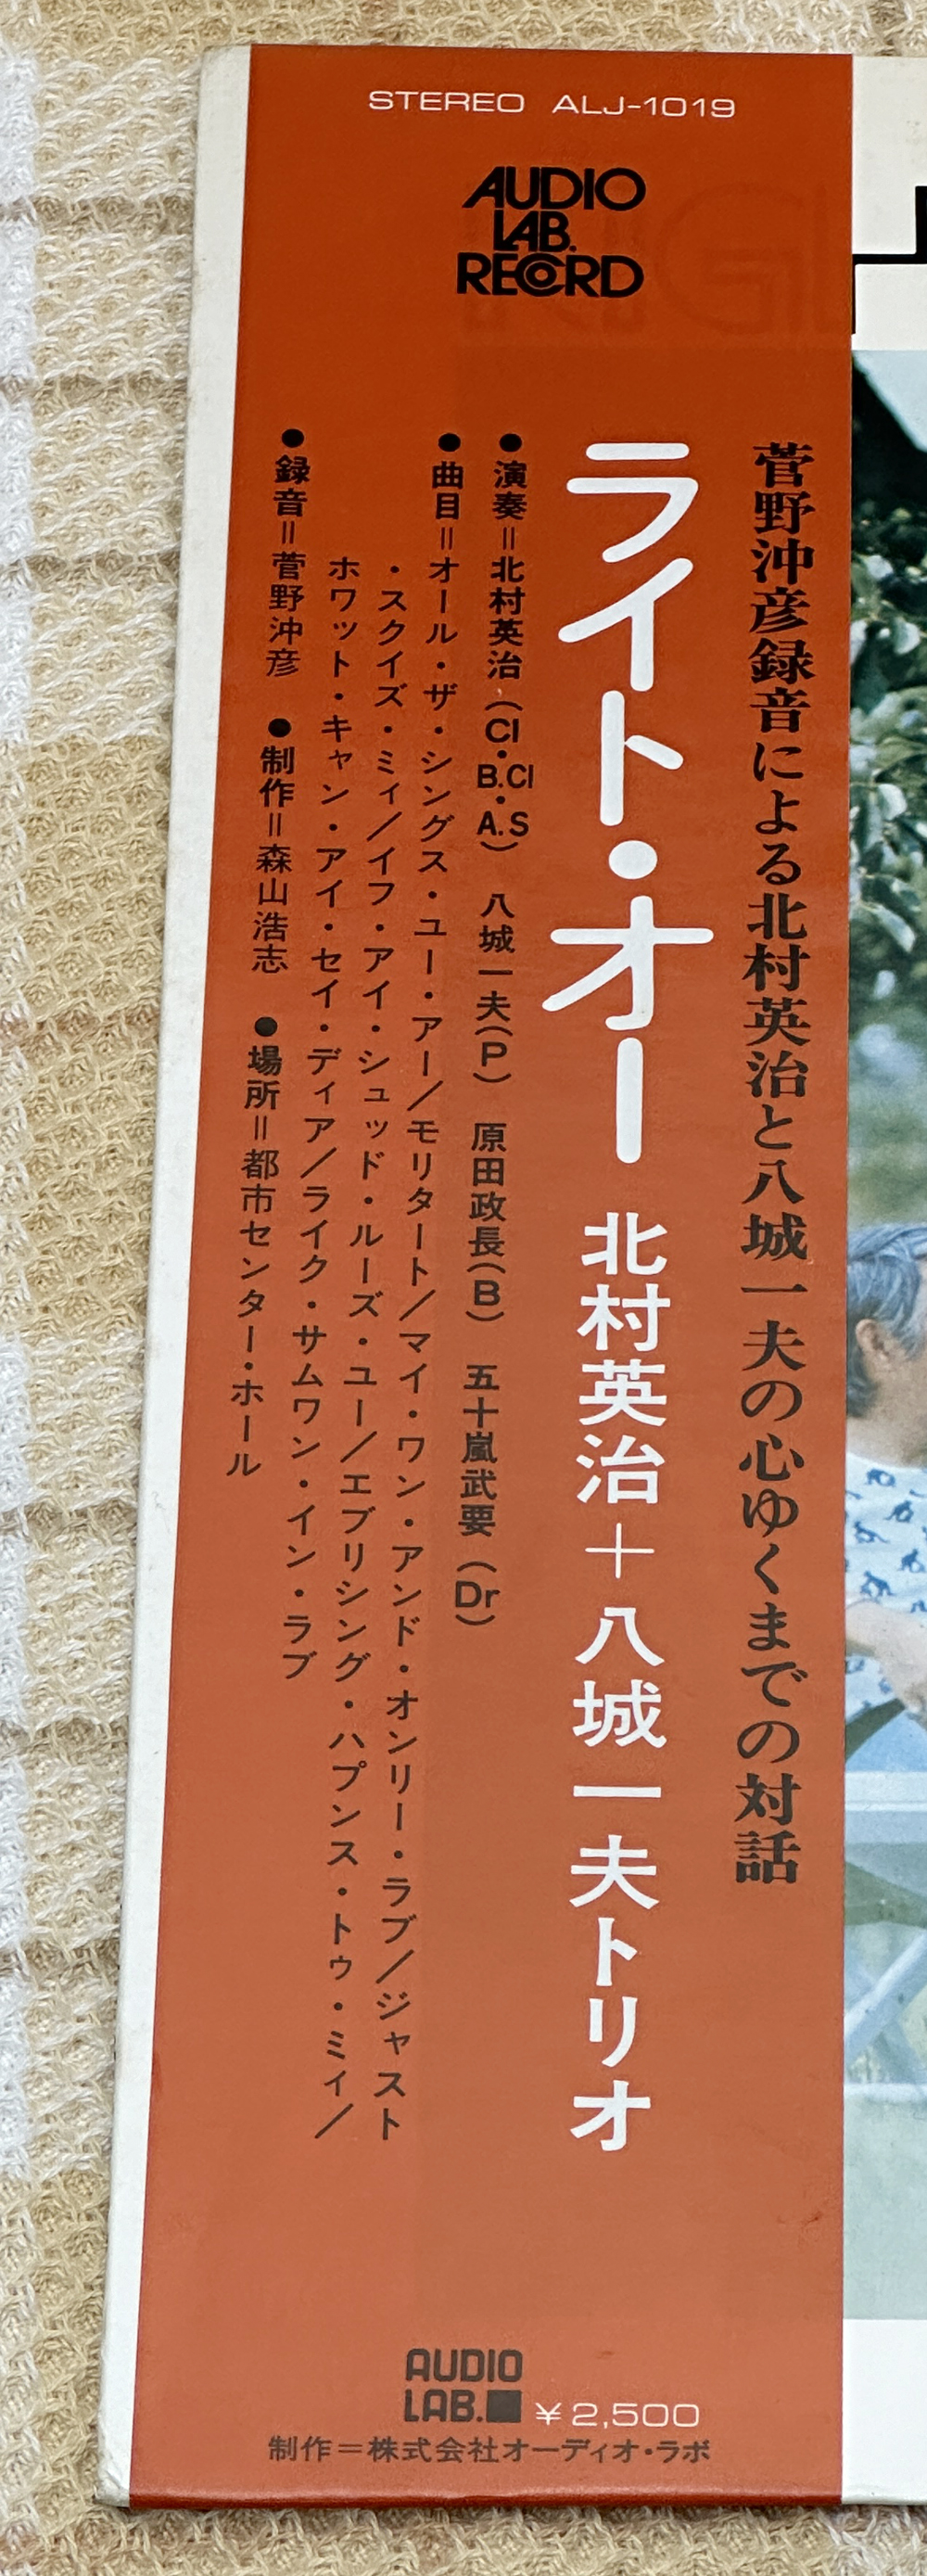 STEREO ALJ-1019
AUDIO
LAB.
RECORD
菅野沖彦録音による北村英治と八城一夫の心ゆくまでの対話
ライト・オー 北村英治＋八城一夫トリオ
●演奏＝北村英治（Cl・B.Cl・A.S） 八城一夫（P） 原田政長（B） 五十嵐武要（Dr）
●曲目＝オール・ザ・シングス・ユー・アー／モリタート／マイ・ワン・アンド・オンリー・ラブ／ジャスト
・スクイズ・ミィ／イフ・アイ・シュッド・ルーズ・ユー／エブリシング・ハプンス・トゥ・ミィ／
ホワット・キャン・アイ・セイ・ディア／ライク・サムワン・イン・ラブ
●録音＝菅野沖彦 ●制作＝森山浩志 ●場所＝都市センター・ホール
AUDIO
LAB.■ ￥2,500
制作＝株式会社オーディオ・ラボ